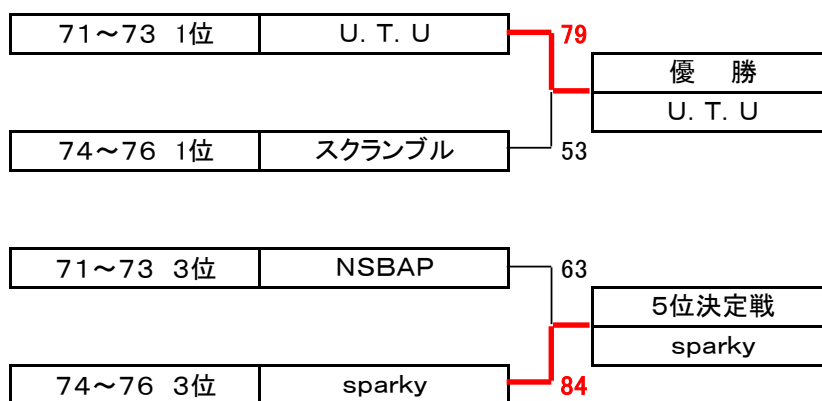 71～73 1位 U．T．U 79
優 勝
U．T．U
74～76 1位 スクランブル 53
71～73 3位 NSBAP 63
5位決定戦
sparky
74～76 3位 sparky 84